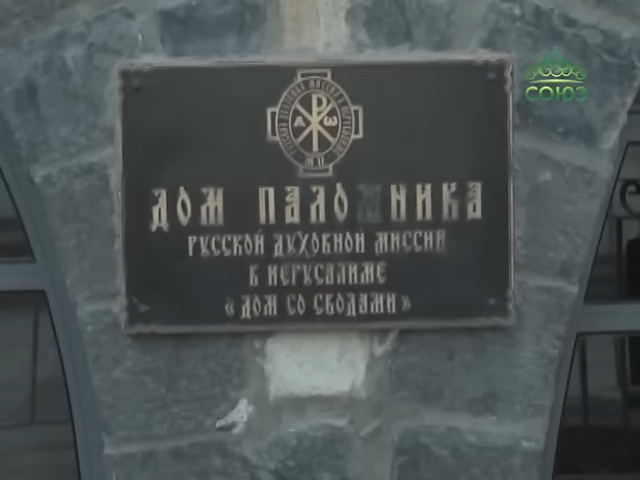 СОЮЗ
ДОМ ПАЛОМНИКА
РУССКОЙ ДУХОВНОЙ МИССИИ
В ИЕРУСАЛИМЕ
«ДОМ СО СВОДАМИ»